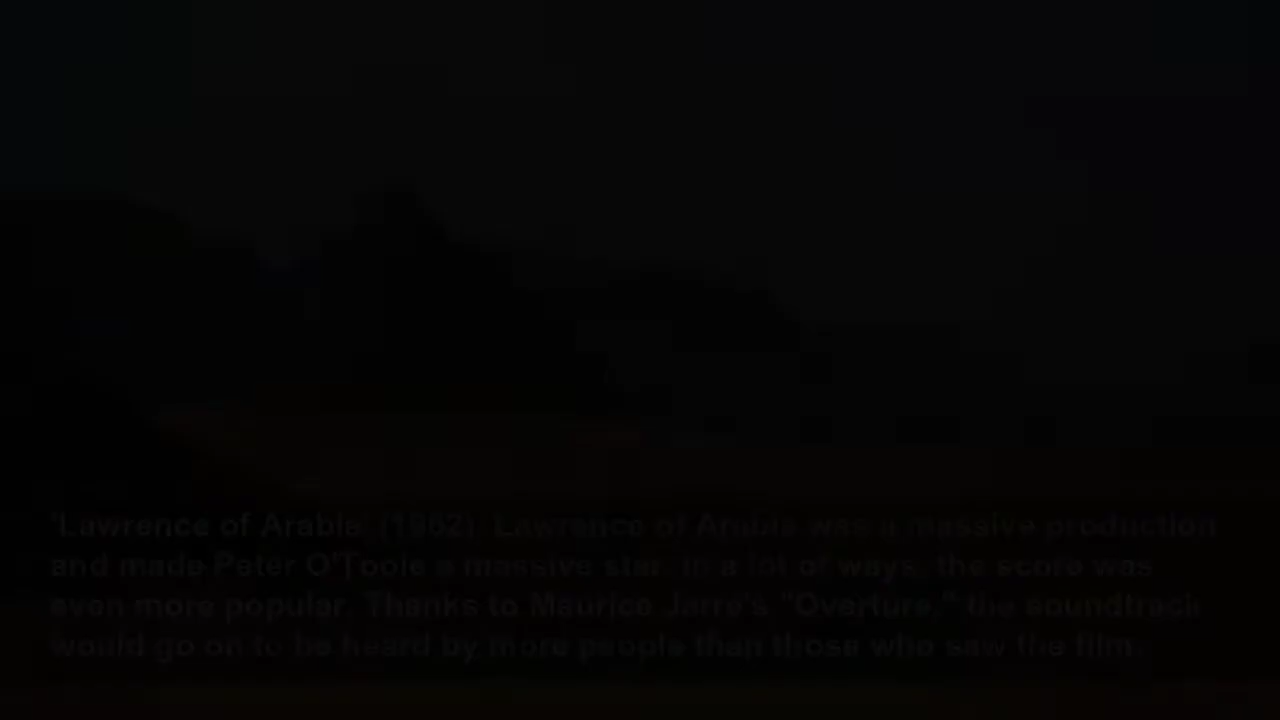 'Lawrence of Arabia. (1962). Lawrence of Arabia was a massive production
and made Peter O'Toole a massive star. In a lot of ways, the score was
even more popular. Thanks to Maurice Jarre's "Overture," the soundtrack
would go on to be heard by more people than those who saw the film.